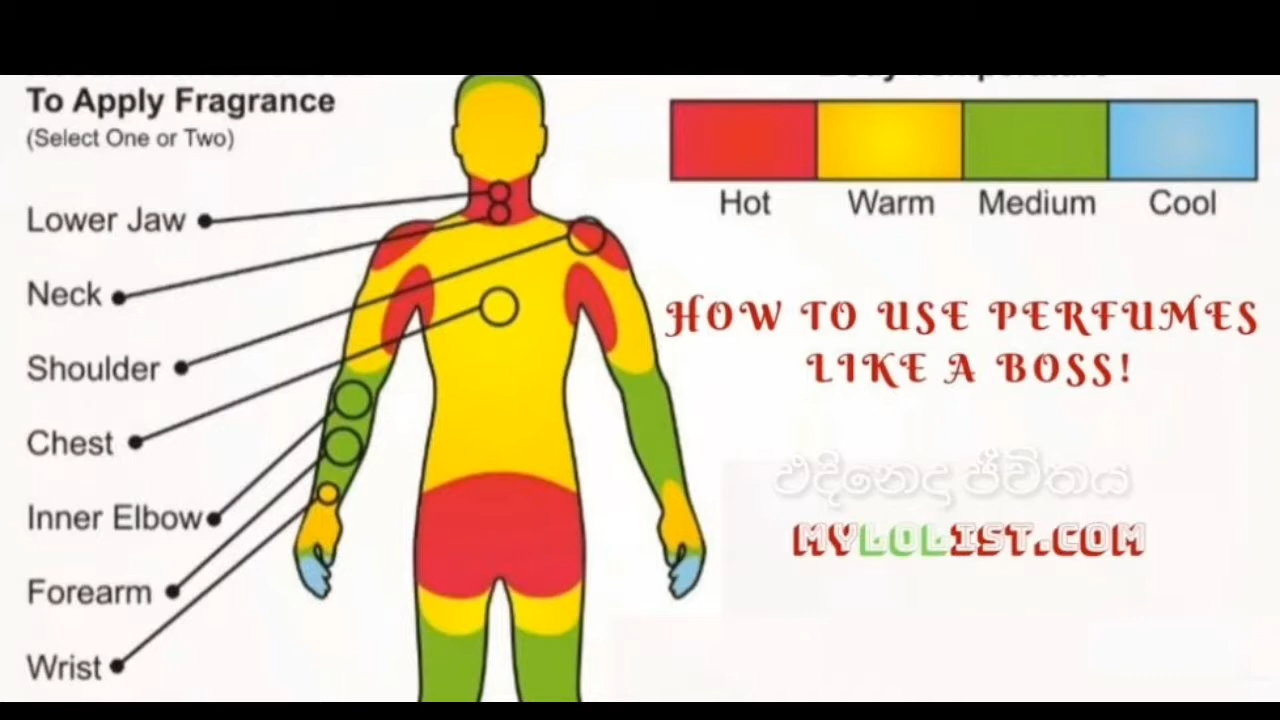 To Apply Fragrance
(Select One or Two)
Lower Jaw
Neck
Shoulder
Chest
Inner Elbow
Forearm
Wrist
Hot Warm Medium Cool
HOW TO USE PERFUMES
LIKE A BOSS!
එදිනෙදා ජීවිතය
MYLOLIST.COM